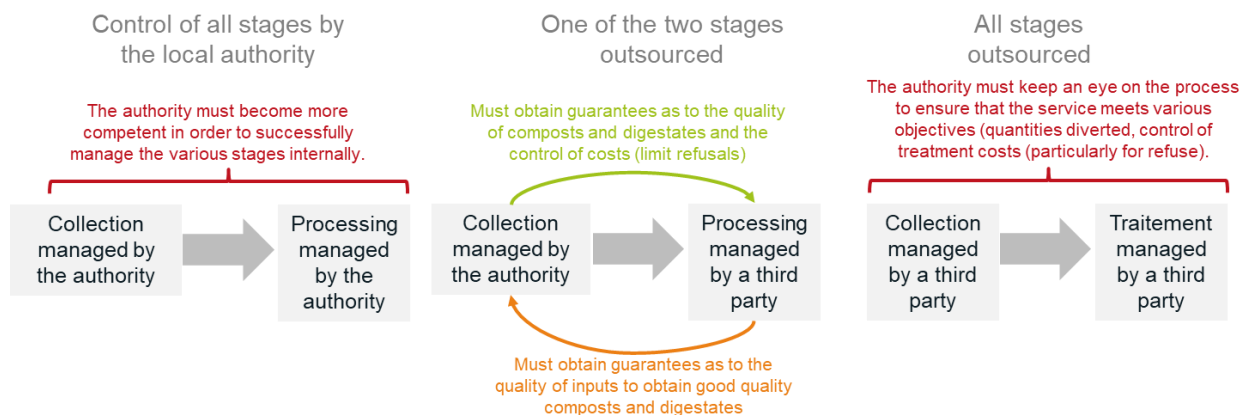 Control of all stages by
the local authority
The authority must become more
competent in order to successfully
manage the various stages internally.
Collection
managed by
the authority
Processing
managed
by the
authority
One of the two stages
outsourced
Must obtain guarantees as to the quality
of composts and digestates and the
control of costs (limit refusals)
Collection
managed by
the authority
Processing
managed
by a third
party
Must obtain guarantees as to the
quality of inputs to obtain good quality
composts and digestates
All stages
outsourced
The authority must keep an eye on the process
to ensure that the service meets various
objectives (quantities diverted, control of
treatment costs (particularly for refuse).
Collection
managed
by a third
party
Traitement
managed
by a third
party